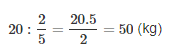 20 : 2/5 = 20.5/2 = 50 (kg)